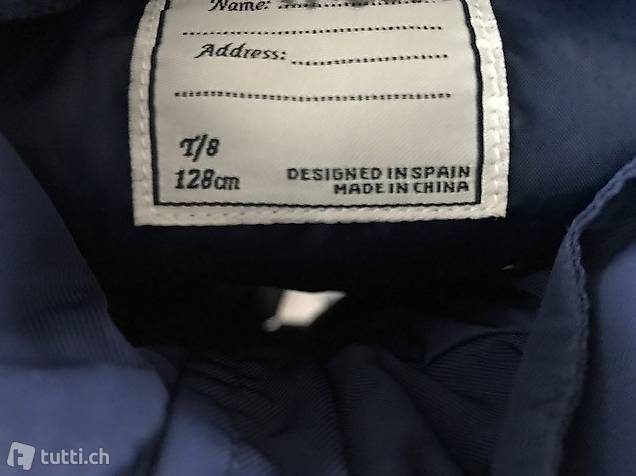 Name:
Address:
T/8
128cm
DESIGNED IN SPAIN
MADE IN CHINA
tutti.ch